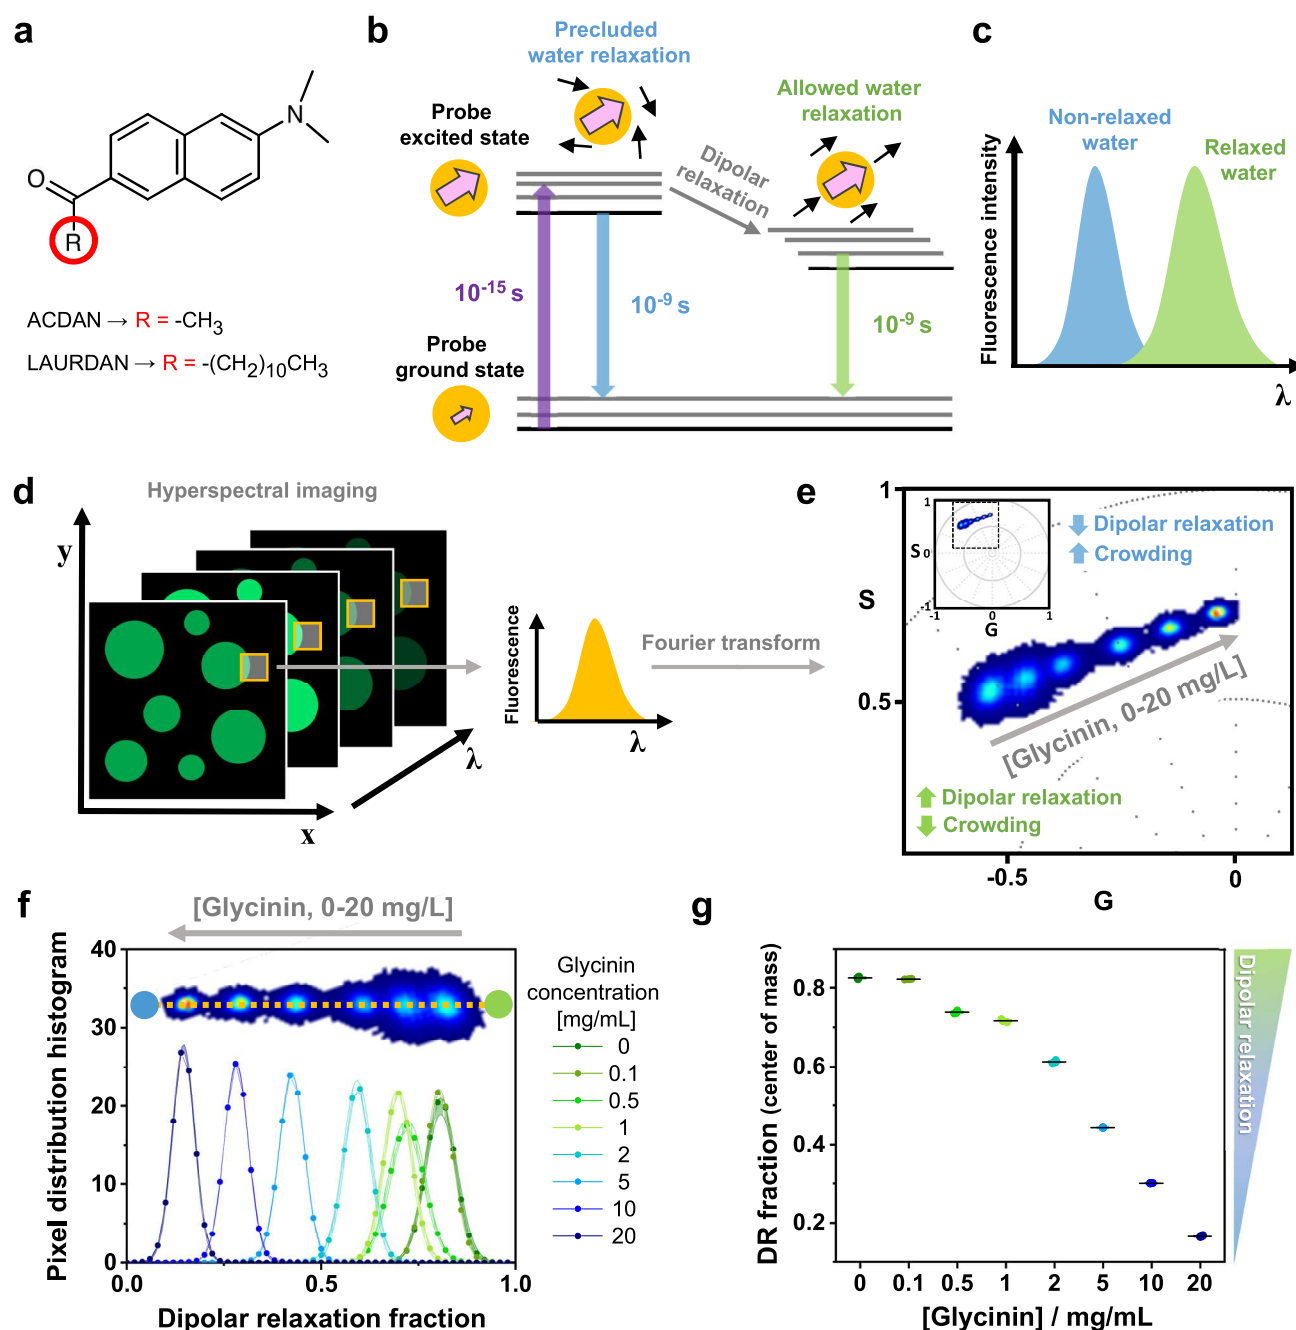 a
N
O
R
ACDAN → R = -CH3
LAURDAN → R = -(CH2)10CH3
b
Precluded
water relaxation
Probe
excited state
Allowed water
relaxation
Dipolar
relaxation
10-15 s
10-9 s
10-9 s
Probe
ground state
c
Fluorescence intensity
Non-relaxed
water
Relaxed
water
λ
d
Hyperspectral imaging
y
x
λ
Fluorescence
λ
Fourier transform
e
1
S
0.5
-0.5
0
G
1
S
0
-1
-1
0
1
G
Dipolar relaxation
Crowding
[Glycinin, 0-20 mg/L]
Dipolar relaxation
Crowding
f
[Glycinin, 0-20 mg/L]
Pixel distribution histogram
40
30
20
10
0
0.0
0.5
1.0
Dipolar relaxation fraction
Glycinin
concentration
[mg/mL]
0
0.1
0.5
1
2
5
10
20
g
DR fraction (center of mass)
0.8
0.6
0.4
0.2
0
0.1
0.5
1
2
5
10
20
[Glycinin] / mg/mL
Dipolar relaxation